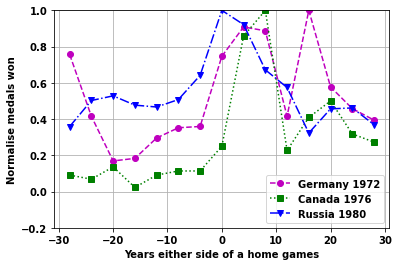 Normalise medals won
1.0
0.8
0.6
0.4
0.2
0.0
−0.2
−30
−20
−10
0
10
20
30
Germany 1972
Canada 1976
Russia 1980
Years either side of a home games